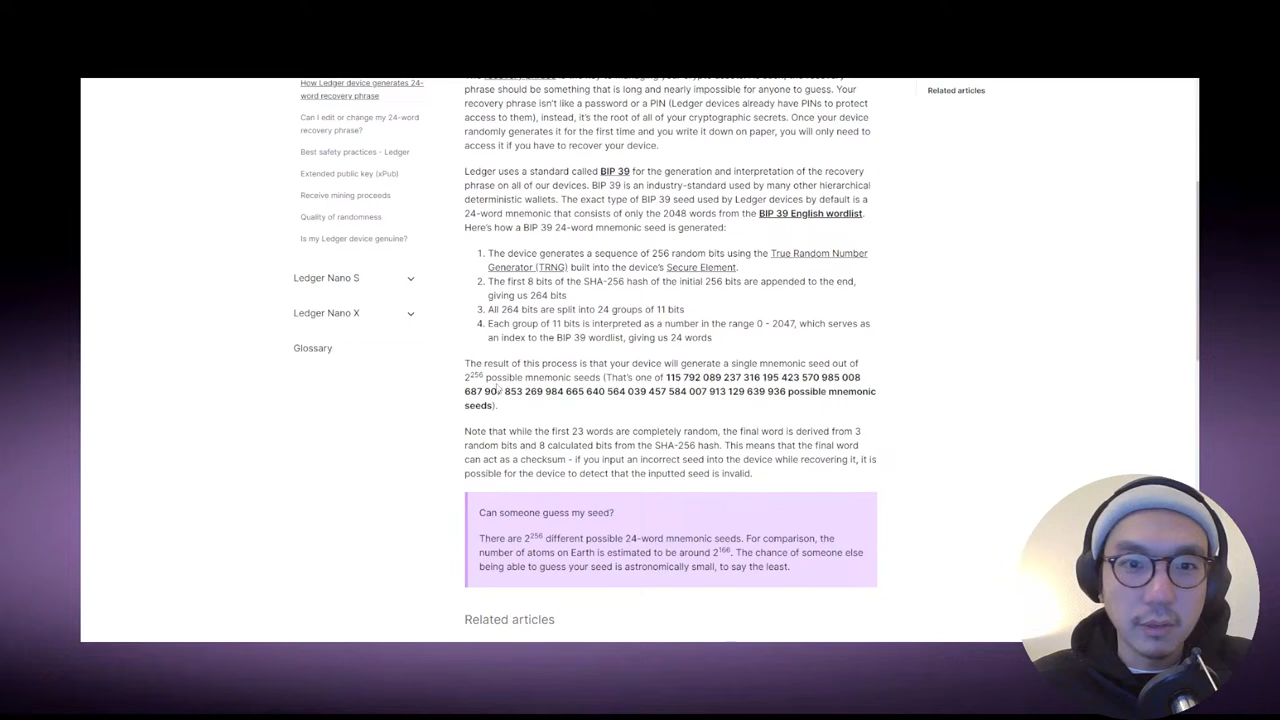 How Ledger device generates 24-
word recovery phrase
Can I edit or change my 24-word
recovery phrase?
Best safety practices - Ledger
Extended public key (xPub)
Receive mining proceeds
Quality of randomness
Is my Ledger device genuine?
Ledger Nano S
Ledger Nano X
Glossary
phrase should be something that is long and nearly impossible for anyone to guess. Your
recovery phrase isn't like a password or a PIN (Ledger devices already have PINs to protect
access to them), instead, it's the root of all of your cryptographic secrets. Once your device
randomly generates it for the first time and you write it down on paper, you will only need to
access it if you have to recover your device.
Ledger uses a standard called BIP 39 for the generation and interpretation of the recovery
phrase on all of our devices. BIP 39 is an industry-standard used by many other hierarchical
deterministic wallets. The exact type of BIP 39 seed used by Ledger devices by default is a
24-word mnemonic that consists of only the 2048 words from the BIP 39 English wordlist.
Here's how a BIP 39 24-word mnemonic seed is generated:
1. The device generates a sequence of 256 random bits using the True Random Number
Generator (TRNG) built into the device's Secure Element.
2. The first 8 bits of the SHA-256 hash of the initial 256 bits are appended to the end,
giving us 264 bits
3. All 264 bits are split into 24 groups of 11 bits
4. Each group of 11 bits is interpreted as a number in the range 0 - 2047, which serves as
an index to the BIP 39 wordlist, giving us 24 words
The result of this process is that your device will generate a single mnemonic seed out of
2²⁵⁶ possible mnemonic seeds (That's one of 115 792 089 237 316 195 423 570 985 008
687 853 269 984 665 640 564 039 457 584 007 913 129 639 936 possible mnemonic
seeds).
Note that while the first 23 words are completely random, the final word is derived from 3
random bits and 8 calculated bits from the SHA-256 hash. This means that the final word
can act as a checksum - if you input an incorrect seed into the device while recovering it, it is
possible for the device to detect that the inputted seed is invalid.
Can someone guess my seed?
There are 2²⁵⁶ different possible 24-word mnemonic seeds. For comparison, the
number of atoms on Earth is estimated to be around 2¹⁶⁶. The chance of someone else
being able to guess your seed is astronomically small, to say the least.
Related articles
Related articles